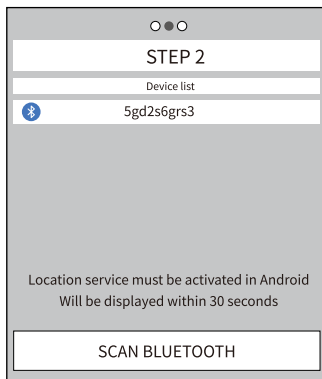 STEP 2
Device list
5gd2s6grs3
Location service must be activated in Android
Will be displayed within 30 seconds
SCAN BLUETOOTH